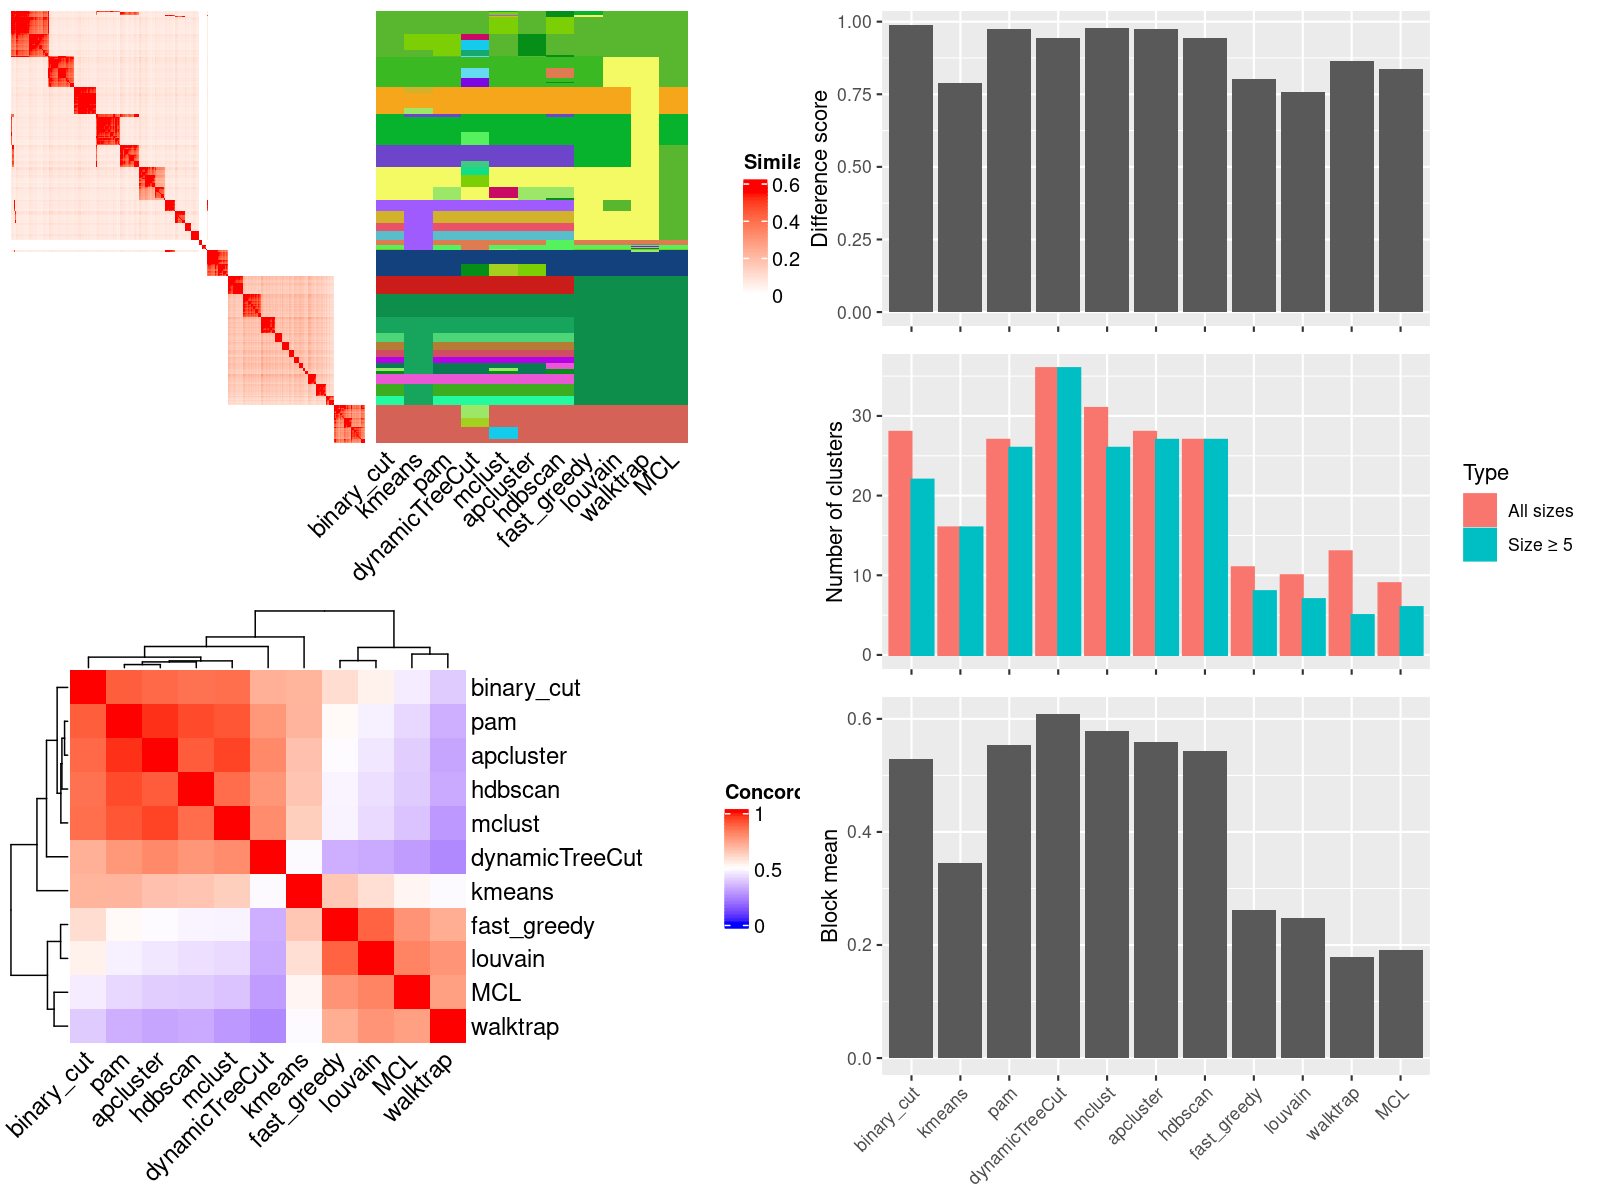 Simila
0.6
0.4
0.2
0
binary_cut
kmeans
pam
dynamicTreeCut
mclust
apcluster
hdbscan
fast_greedy
louvain
walktrap
MCL
binary_cut
pam
apcluster
hdbscan
mclust
dynamicTreeCut
kmeans
fast_greedy
louvain
MCL
walktrap
Concord
1
0.5
0
binary_cut
pam
apcluster
hdbscan
mclust
dynamicTreeCut
kmeans
fast_greedy
louvain
MCL
walktrap
Difference score
1.00
0.75
0.50
0.25
0.00
Number of clusters
30
20
10
0
Type
All sizes
Size ≥ 5
Block mean
0.6
0.4
0.2
0.0
binary_cut
kmeans
pam
dynamicTreeCut
mclust
apcluster
hdbscan
fast_greedy
louvain
walktrap
MCL